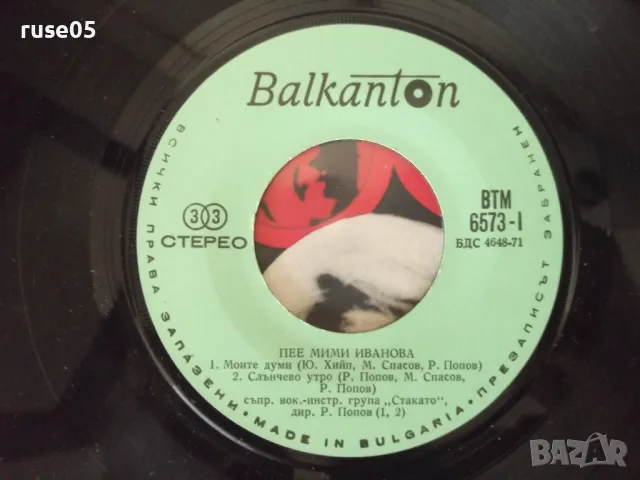 ruse05
Balkanton
33
СТЕРЕО
ВТМ
6573-I
БДС 4648-71
ПЕЕ МИМИ ИВАНОВА
1. Моите думи (Ю. Хийп, М. Спасов, Р. Попов)
2. Слънчево утро (Р. Попов, М. Спасов,
Р. Попов)
съпр. вок.-инстр. група „Стакато",
дир. Р. Попов (1, 2)
ВСИЧКИ ПРАВА ЗАПАЗЕНИ · MADE IN BULGARIA · ПРЕЗАПИСЪТ ЗАБРАНЕН
BAZAR